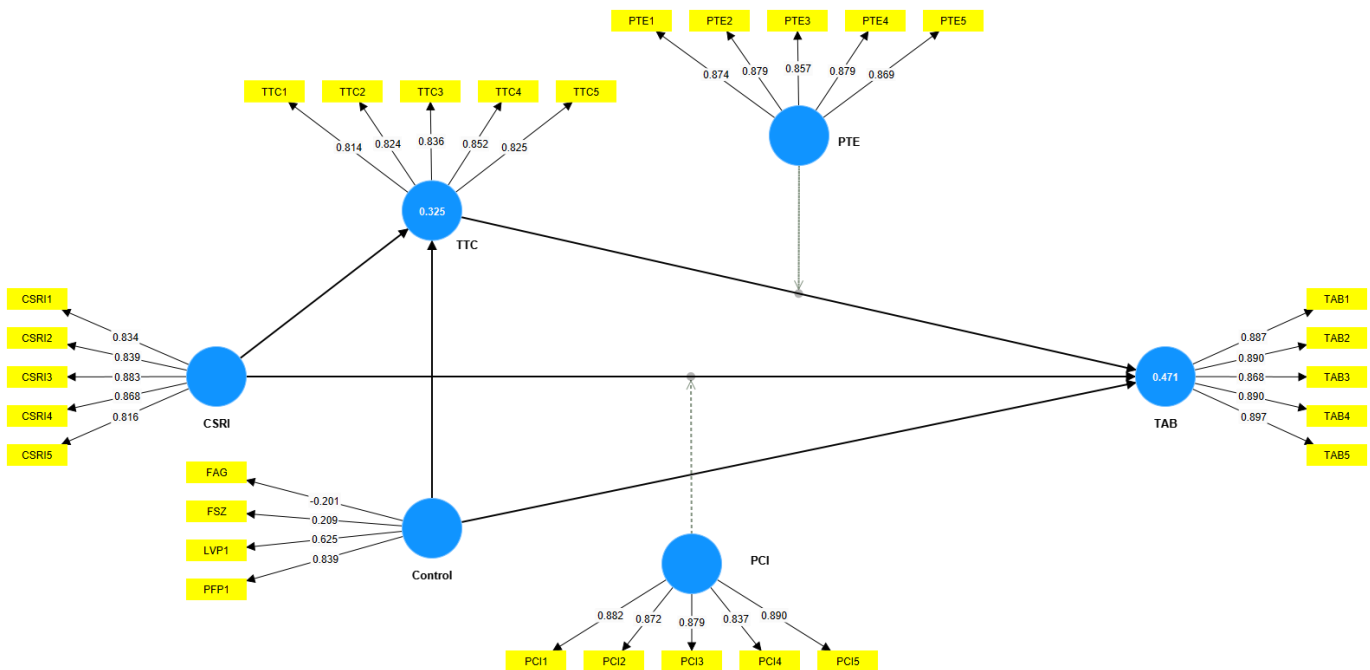 PTE1 PTE2 PTE3 PTE4 PTE5
0.874 0.879 0.857 0.879 0.869
PTE
TTC1 TTC2 TTC3 TTC4 TTC5
0.814 0.824 0.836 0.852 0.825
0.325
TTC
CSRI1
CSRI2
CSRI3
CSRI4
CSRI5
0.834
0.839
0.883
0.868
0.816
CSRI
TAB1
TAB2
TAB3
TAB4
TAB5
0.887
0.890
0.868
0.890
0.897
0.471
TAB
FAG
FSZ
LVP1
PFP1
-0.201
0.209
0.625
0.839
Control
PCI
0.882 0.872 0.879 0.837 0.890
PCI1 PCI2 PCI3 PCI4 PCI5